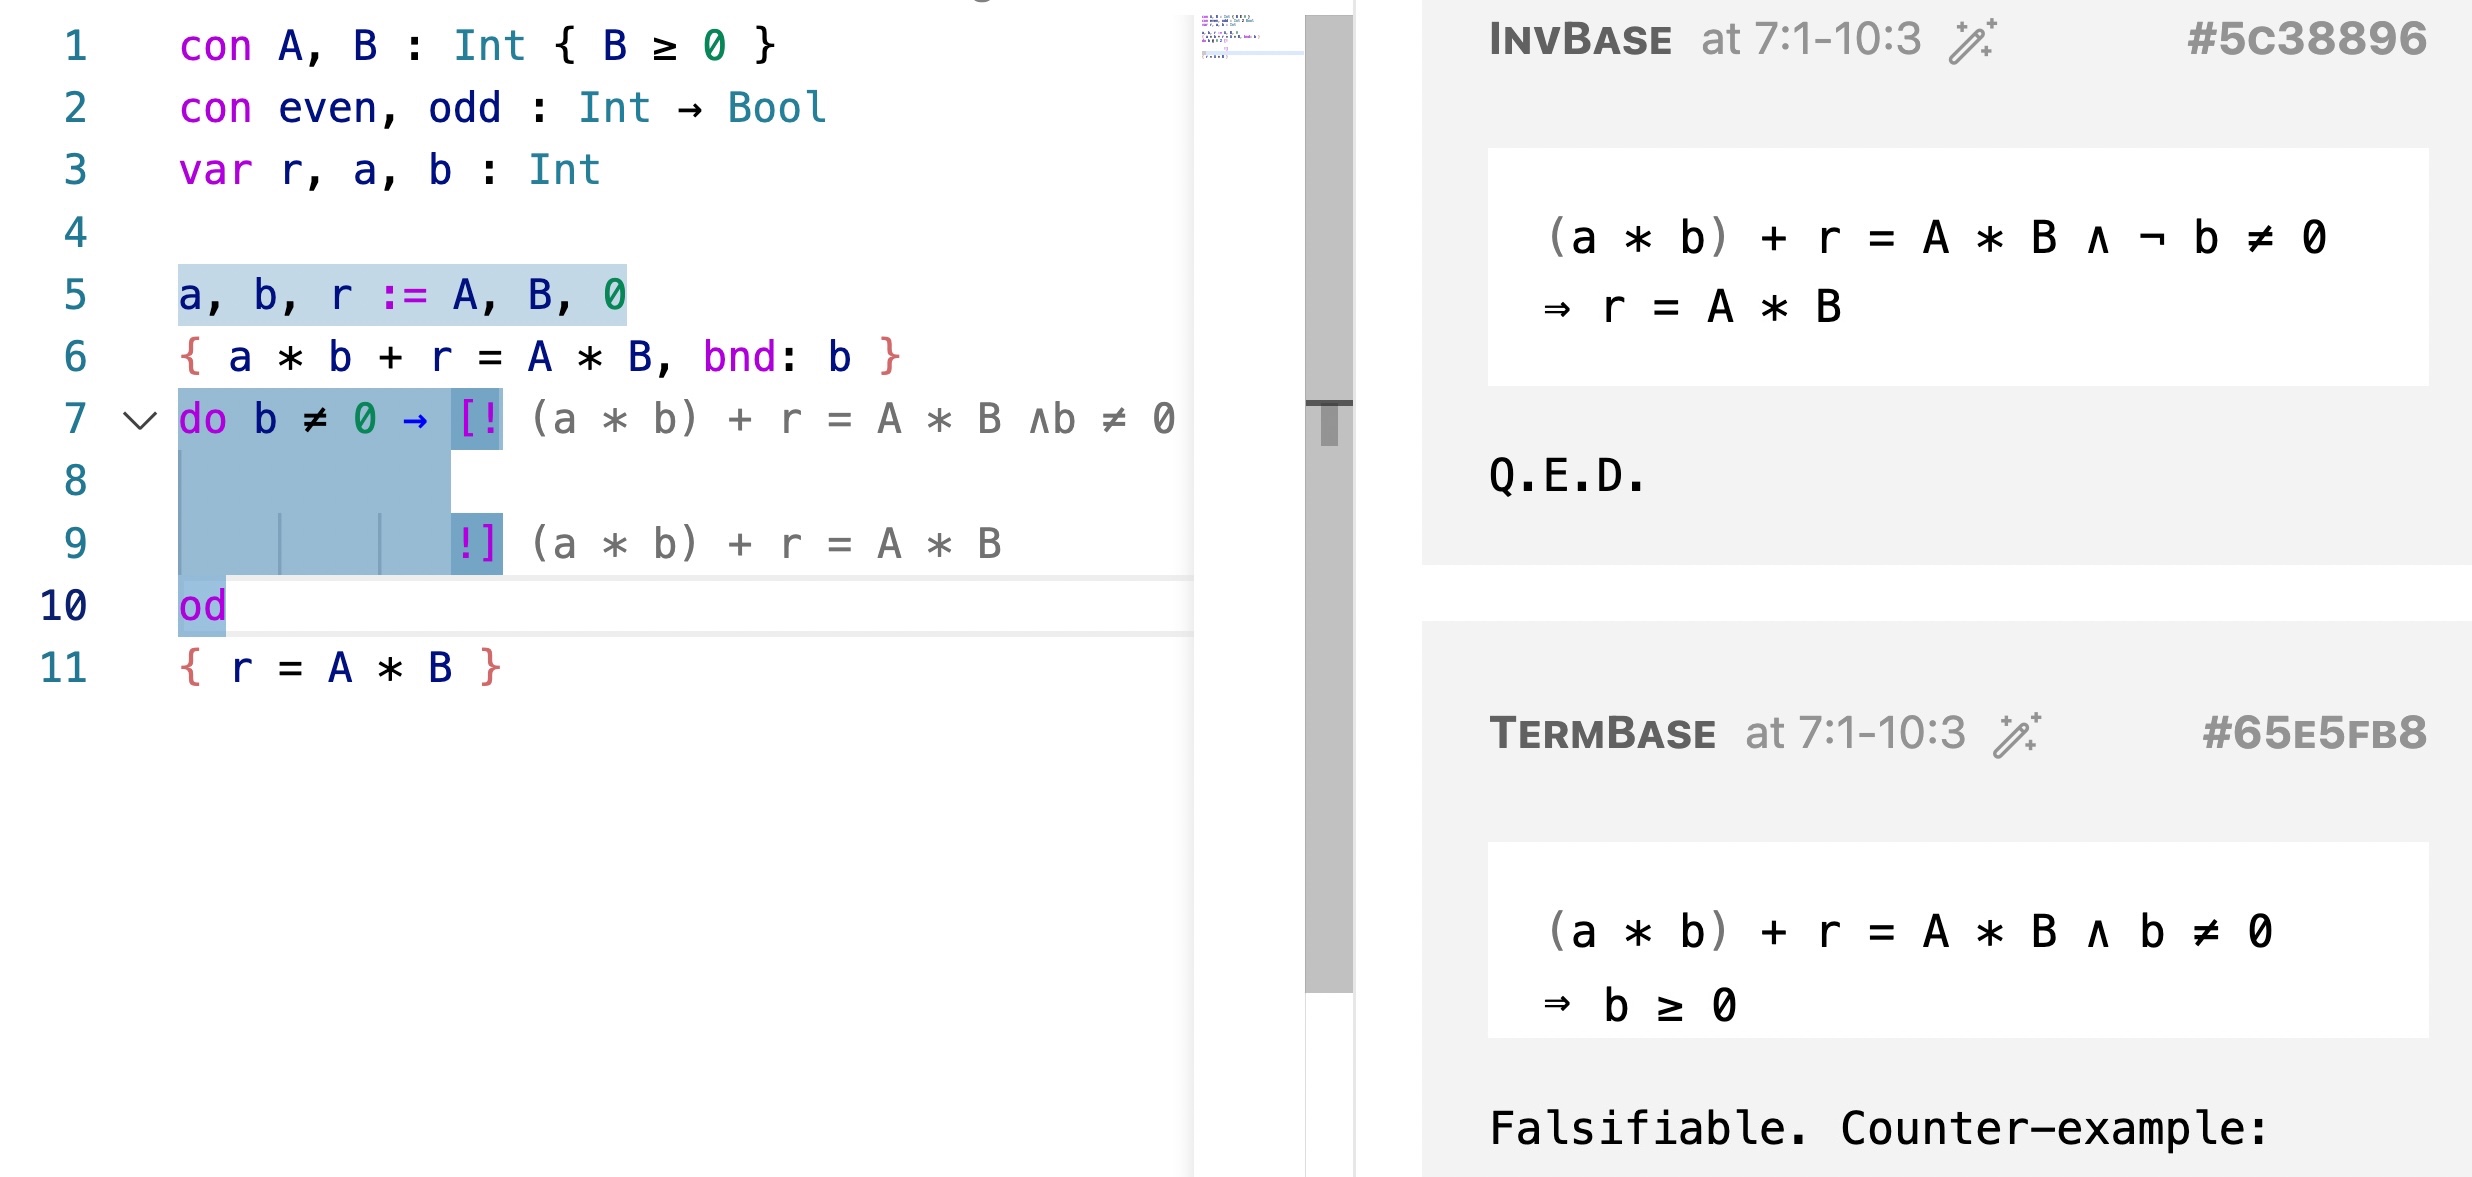 1 con A, B : Int { B ≥ 0 }
2 con even, odd : Int → Bool
3 var r, a, b : Int
4
5 a, b, r := A, B, 0
6 { a * b + r = A * B, bnd: b }
7 do b ≠ 0 → [! (a * b) + r = A * B ∧b ≠ 0
8
9 !] (a * b) + r = A * B
10 od
11 { r = A * B }
INVBASE at 7:1-10:3 #5C38896
(a * b) + r = A * B ∧ ¬ b ≠ 0
⇒ r = A * B
Q.E.D.
TERMBASE at 7:1-10:3 #65E5FB8
(a * b) + r = A * B ∧ b ≠ 0
⇒ b ≥ 0
Falsifiable. Counter-example: